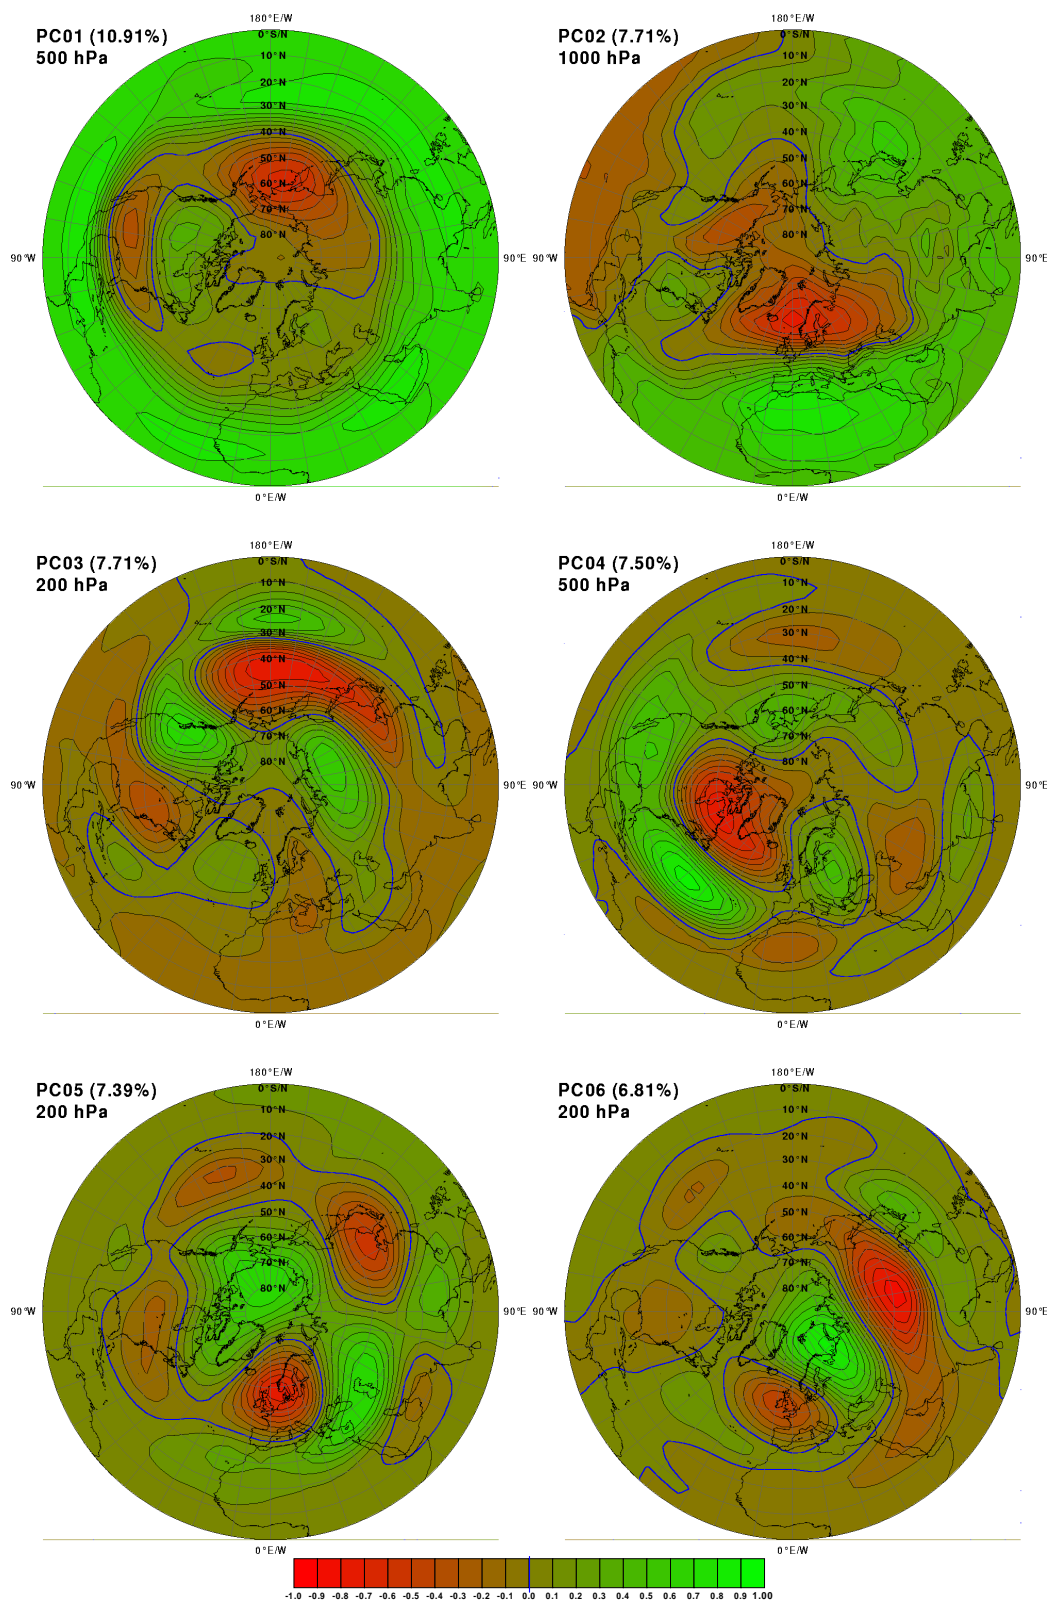 180°E/W
180°E/W
PC01 (10.91%)
500 hPa
PC02 (7.71%)
1000 hPa
0°S/N
10°N
20°N
30°N
40°N
50°N
60°N
70°N
80°N
0°S/N
10°N
20°N
30°N
40°N
50°N
60°N
70°N
80°N
90°W
90°E
90°W
90°E
0°E/W
0°E/W
180°E/W
180°E/W
PC03 (7.71%)
200 hPa
PC04 (7.50%)
500 hPa
0°S/N
10°N
20°N
30°N
40°N
50°N
60°N
70°N
80°N
0°S/N
10°N
20°N
30°N
40°N
50°N
60°N
70°N
80°N
90°W
90°E
90°W
90°E
0°E/W
0°E/W
180°E/W
180°E/W
PC05 (7.39%)
200 hPa
PC06 (6.81%)
200 hPa
0°S/N
10°N
20°N
30°N
40°N
50°N
60°N
70°N
80°N
0°S/N
10°N
20°N
30°N
40°N
50°N
60°N
70°N
80°N
90°W
90°E
90°W
90°E
0°E/W
0°E/W
-1.0 -0.9 -0.8 -0.7 -0.6 -0.5 -0.4 -0.3 -0.2 -0.1 0.0 0.1 0.2 0.3 0.4 0.5 0.6 0.7 0.8 0.9 1.00